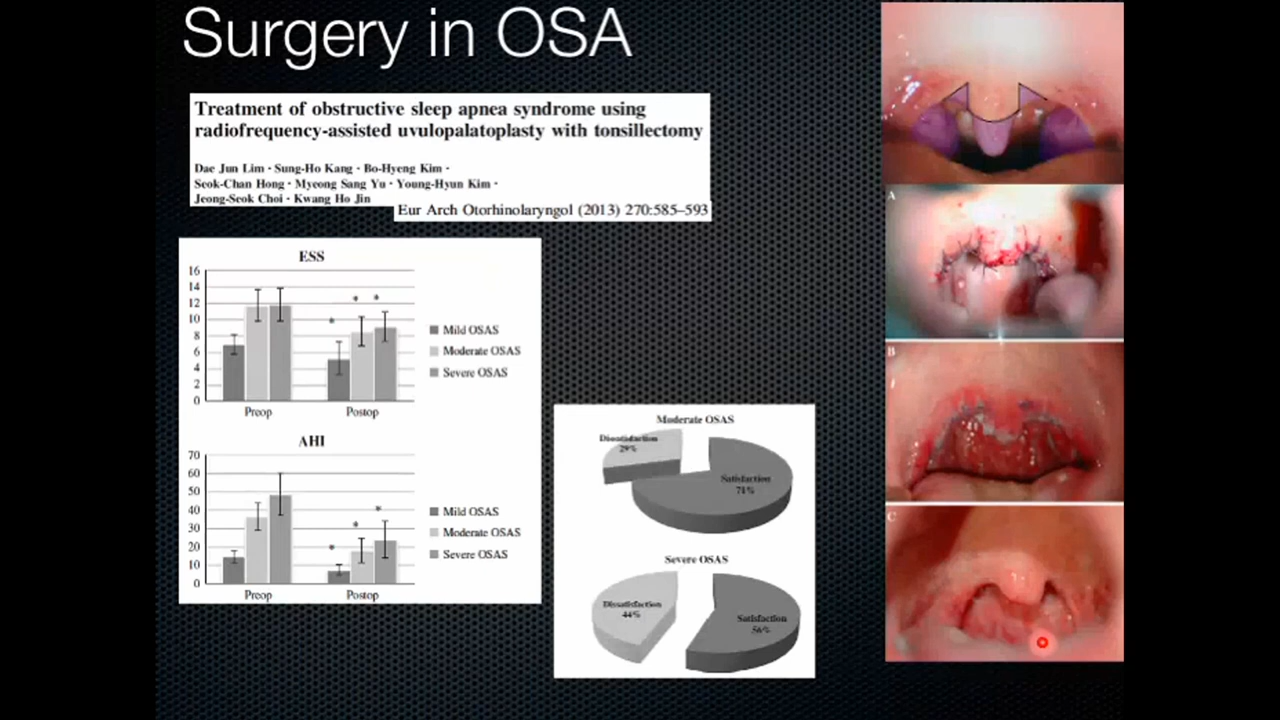 Surgery in OSA
Treatment of obstructive sleep apnea syndrome using
radiofrequency-assisted uvulopalatoplasty with tonsillectomy
Dae Jun Lim · Sung-Ho Kang · Bo-Hyeng Kim ·
Seok-Chan Hong · Myeong Sang Yu · Young-Hyun Kim ·
Jeong-Seok Choi · Kwang Ho Jin
Eur Arch Otorhinolaryngol (2013) 270:585–593
ESS
16
14
12
10
8
6
4
2
0
* * *
Preop Postop
Mild OSAS
Moderate OSAS
Severe OSAS
AHI
70
60
50
40
30
20
10
0
* * *
Preop Postop
Mild OSAS
Moderate OSAS
Severe OSAS
Moderate OSAS
Dissatisfaction
29%
Satisfaction
71%
Severe OSAS
Dissatisfaction
44%
Satisfaction
56%
A
B
C